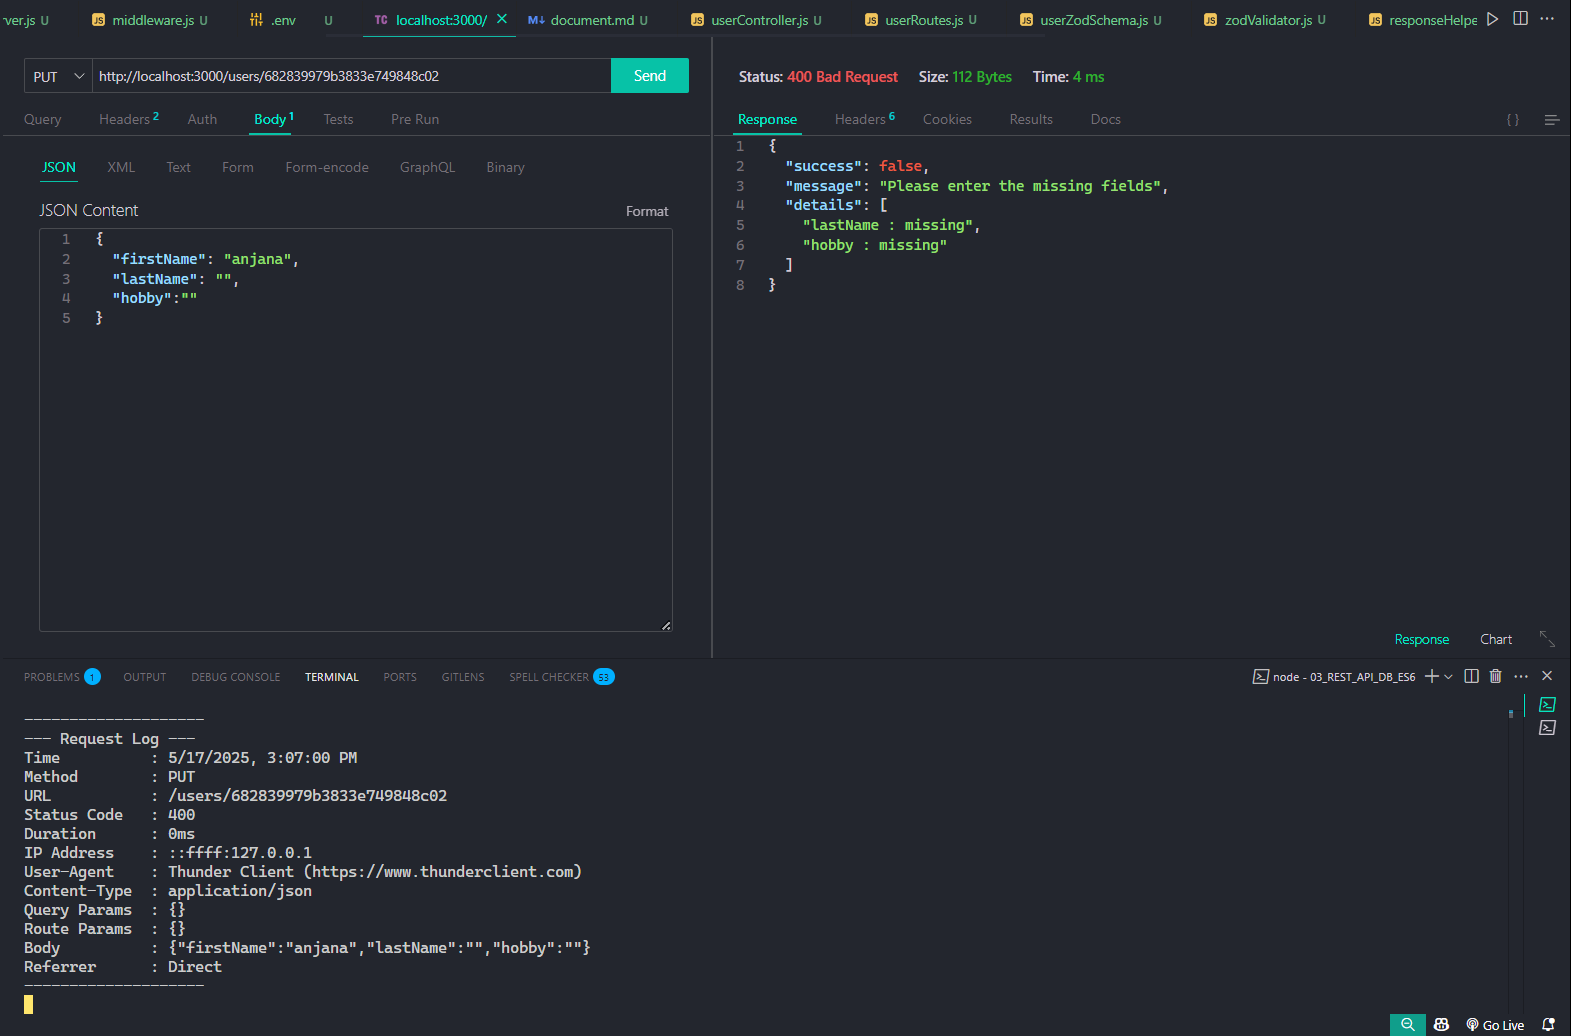 ver.js U middleware.js U .env U TC localhost:3000/ document.md U userController.js U userRoutes.js U userZodSchema.js U zodValidator.js U responseHelpe
PUT http://localhost:3000/users/682839979b3833e749848c02 Send
Query Headers 2 Auth Body 1 Tests Pre Run
JSON XML Text Form Form-encode GraphQL Binary
JSON Content Format
1 {
2 "firstName": "anjana",
3 "lastName": "",
4 "hobby":""
5 }
Status: 400 Bad Request Size: 112 Bytes Time: 4 ms
Response Headers 6 Cookies Results Docs { }
1 {
2 "success": false,
3 "message": "Please enter the missing fields",
4 "details": [
5 "lastName : missing",
6 "hobby : missing"
7 ]
8 }
Response Chart
PROBLEMS 1 OUTPUT DEBUG CONSOLE TERMINAL PORTS GITLENS SPELL CHECKER 53 node - 03_REST_API_DB_ES6
--------------------
--- Request Log ---
Time : 5/17/2025, 3:07:00 PM
Method : PUT
URL : /users/682839979b3833e749848c02
Status Code : 400
Duration : 0ms
IP Address : ::ffff:127.0.0.1
User-Agent : Thunder Client (https://www.thunderclient.com)
Content-Type : application/json
Query Params : {}
Route Params : {}
Body : {"firstName":"anjana","lastName":"","hobby":""}
Referrer : Direct
--------------------
Go Live